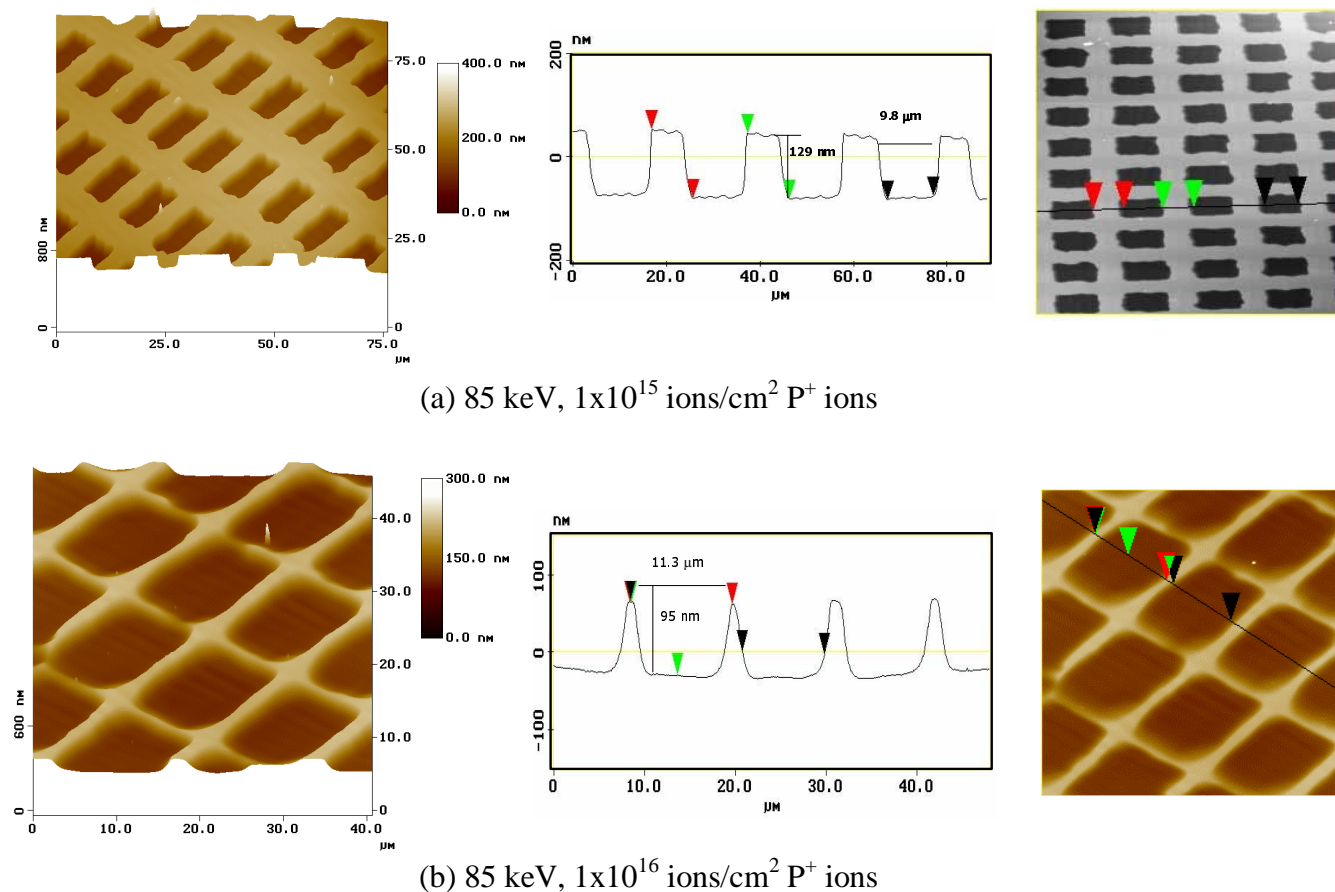 400.0 nM
200.0 nM
0.0 nM
75.0
50.0
25.0
0
800 nM
0
0
25.0
50.0
75.0
μM
nM
200
0
-200
129 nm
9.8 μm
0
20.0
40.0
60.0
80.0
μM
(a) 85 keV, 1x10¹⁵ ions/cm² P⁺ ions
300.0 nM
150.0 nM
0.0 nM
40.0
30.0
20.0
10.0
0
600 nM
0
0
10.0
20.0
30.0
40.0
μM
nM
100
0
-100
11.3 μm
95 nm
0
10.0
20.0
30.0
40.0
μM
(b) 85 keV, 1x10¹⁶ ions/cm² P⁺ ions